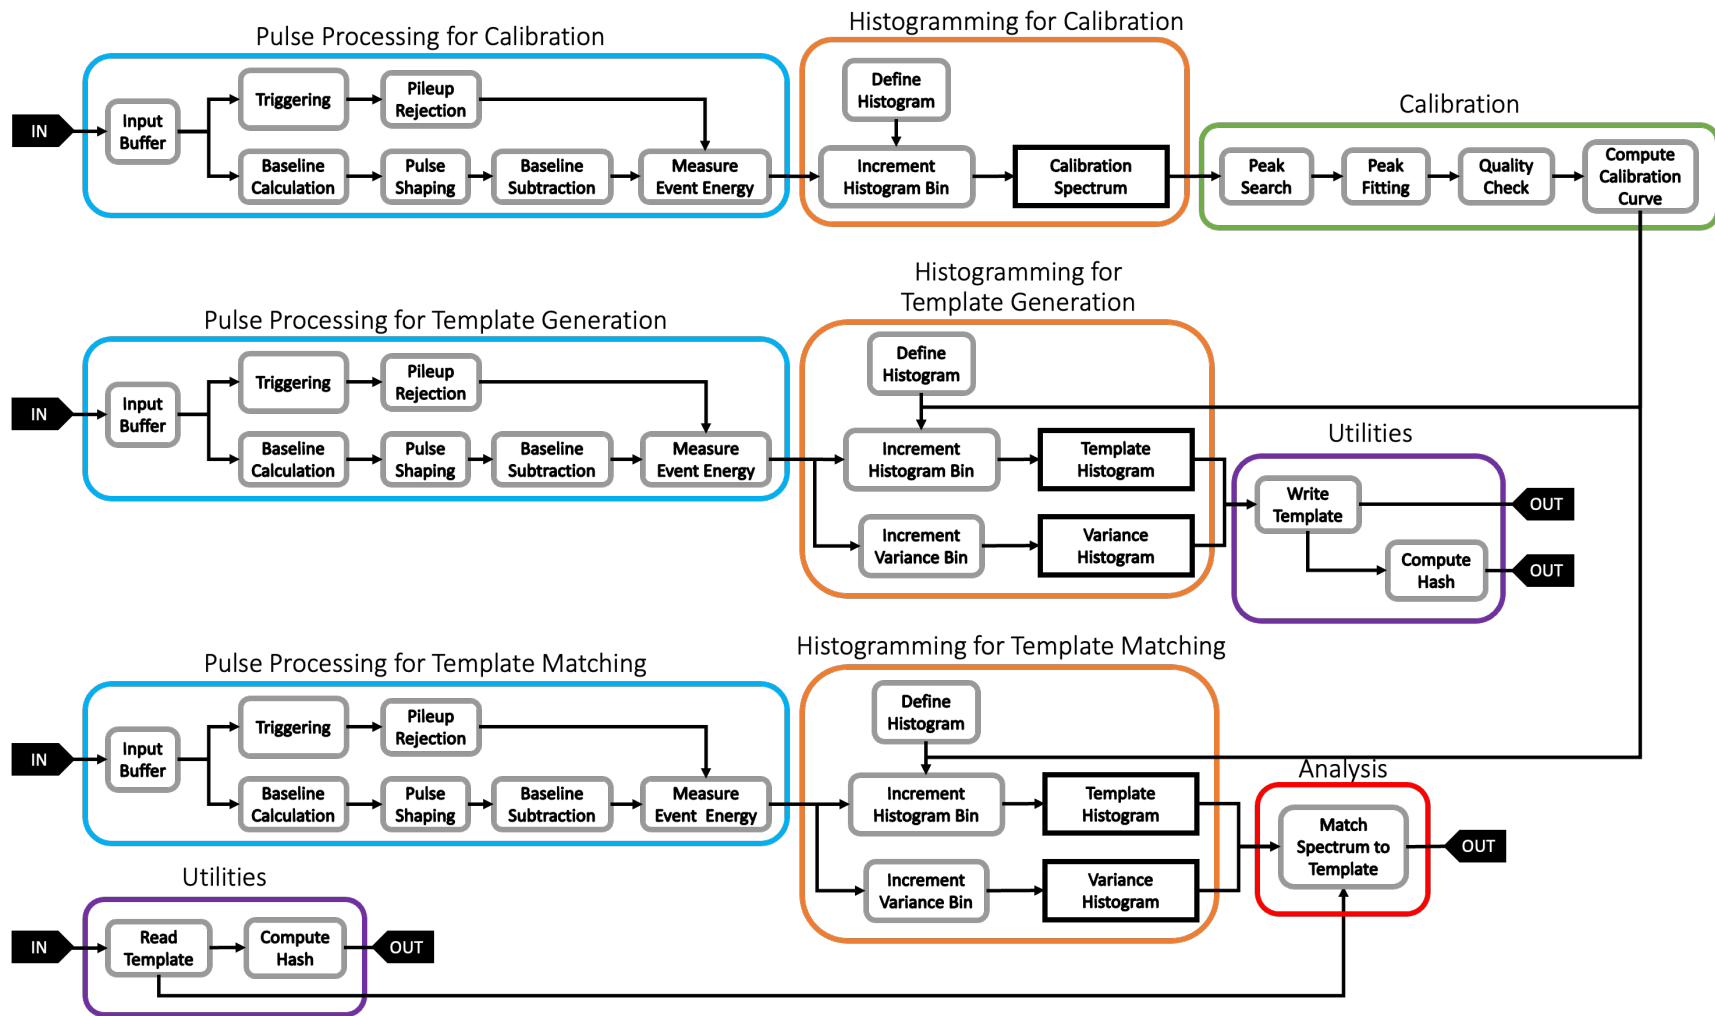 Pulse Processing for Calibration
Histogramming for Calibration
Calibration
IN
Input
Buffer
Triggering
Pileup
Rejection
Baseline
Calculation
Pulse
Shaping
Baseline
Subtraction
Measure
Event Energy
Define
Histogram
Increment
Histogram Bin
Calibration
Spectrum
Peak
Search
Peak
Fitting
Quality
Check
Compute
Calibration
Curve
Pulse Processing for Template Generation
Histogramming for
Template Generation
Utilities
IN
Input
Buffer
Triggering
Pileup
Rejection
Baseline
Calculation
Pulse
Shaping
Baseline
Subtraction
Measure
Event Energy
Define
Histogram
Increment
Histogram Bin
Template
Histogram
Increment
Variance Bin
Variance
Histogram
Write
Template
OUT
Compute
Hash
OUT
Pulse Processing for Template Matching
Histogramming for Template Matching
Analysis
IN
Input
Buffer
Triggering
Pileup
Rejection
Baseline
Calculation
Pulse
Shaping
Baseline
Subtraction
Measure
Event Energy
Define
Histogram
Increment
Histogram Bin
Template
Histogram
Increment
Variance Bin
Variance
Histogram
Match
Spectrum to
Template
OUT
Utilities
IN
Read
Template
Compute
Hash
OUT